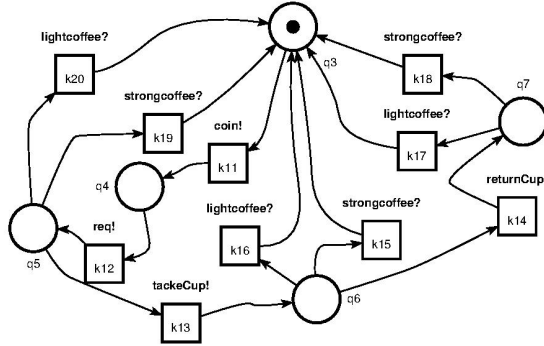 lightcoffee?
strongcoffee?
k20
q3
k18
strongcoffee?
q7
coin!
lightcoffee?
k19
k17
k11
q4
returnCup
lightcoffee?
strongcoffee?
k14
req!
k16
k15
q5
k12
tackeCup!
q6
k13